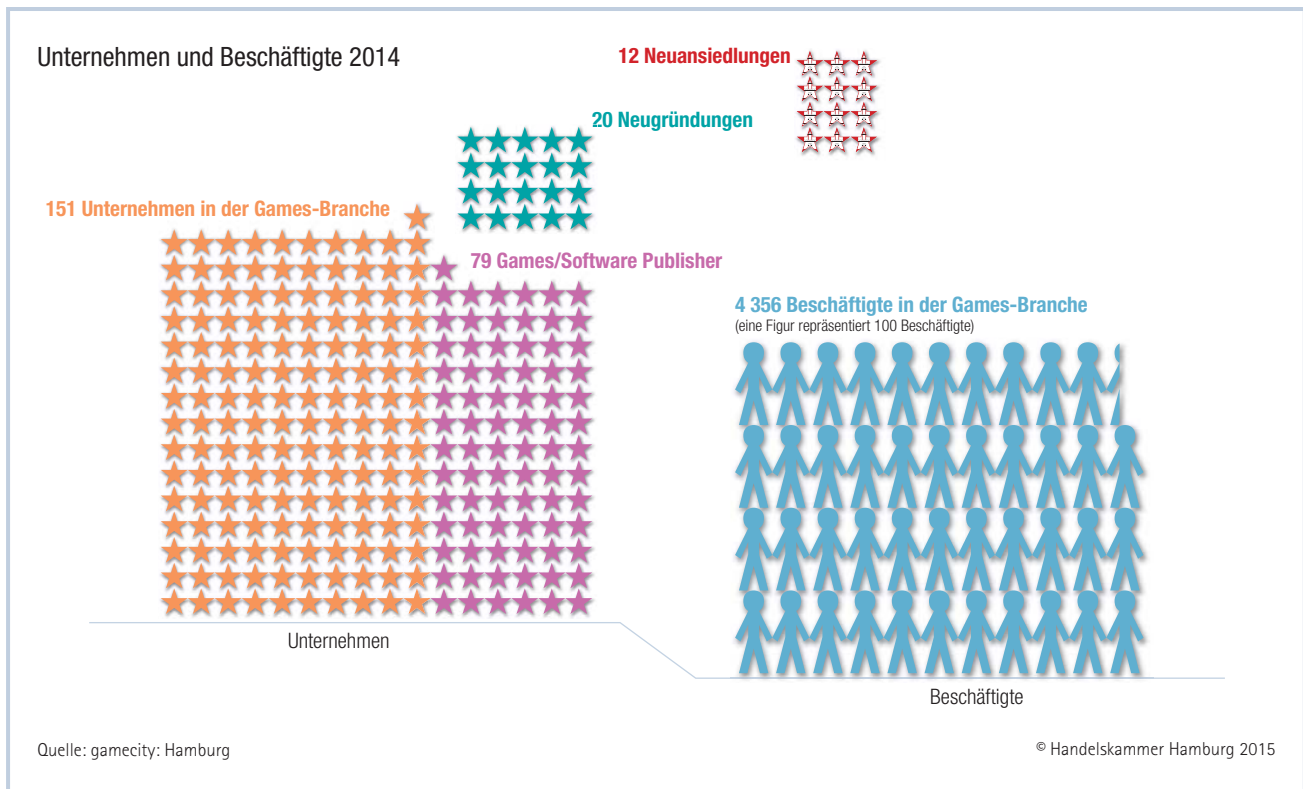 Unternehmen und Beschäftigte 2014
12 Neuansiedlungen
20 Neugründungen
151 Unternehmen in der Games-Branche
79 Games/Software Publisher
4 356 Beschäftigte in der Games-Branche
(eine Figur repräsentiert 100 Beschäftigte)
Unternehmen
Beschäftigte
Quelle: gamecity: Hamburg
© Handelskammer Hamburg 2015